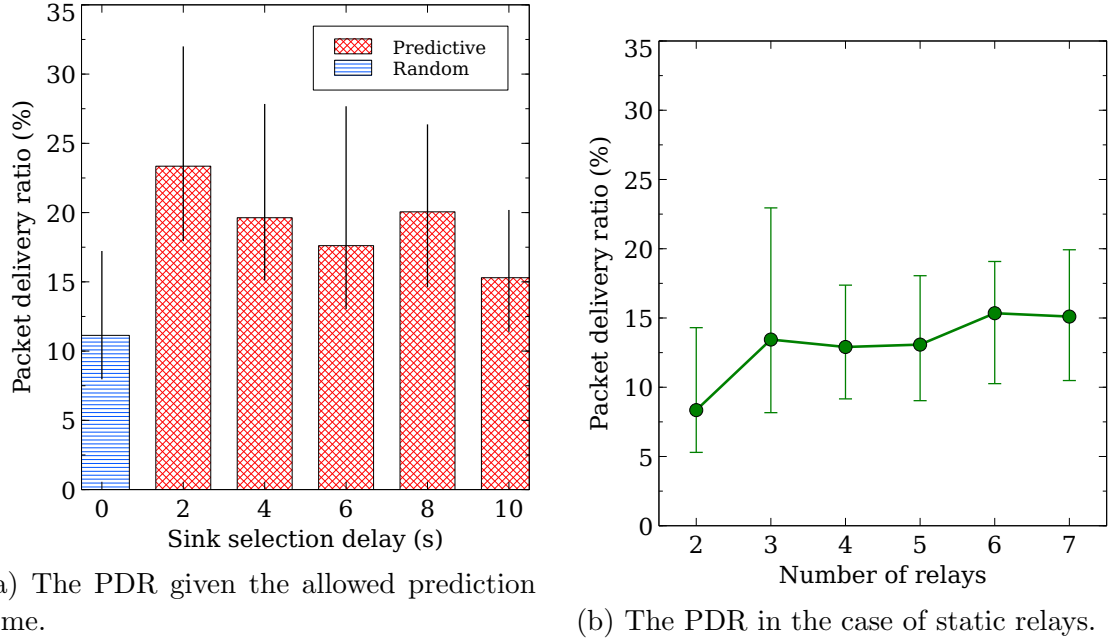 35
30
25
20
15
10
5
0
Packet delivery ratio (%)
Predictive
Random
0 2 4 6 8 10
Sink selection delay (s)
a) The PDR given the allowed prediction
me.
35
30
25
20
15
10
5
0
Packet delivery ratio (%)
2 3 4 5 6 7
Number of relays
(b) The PDR in the case of static relays.